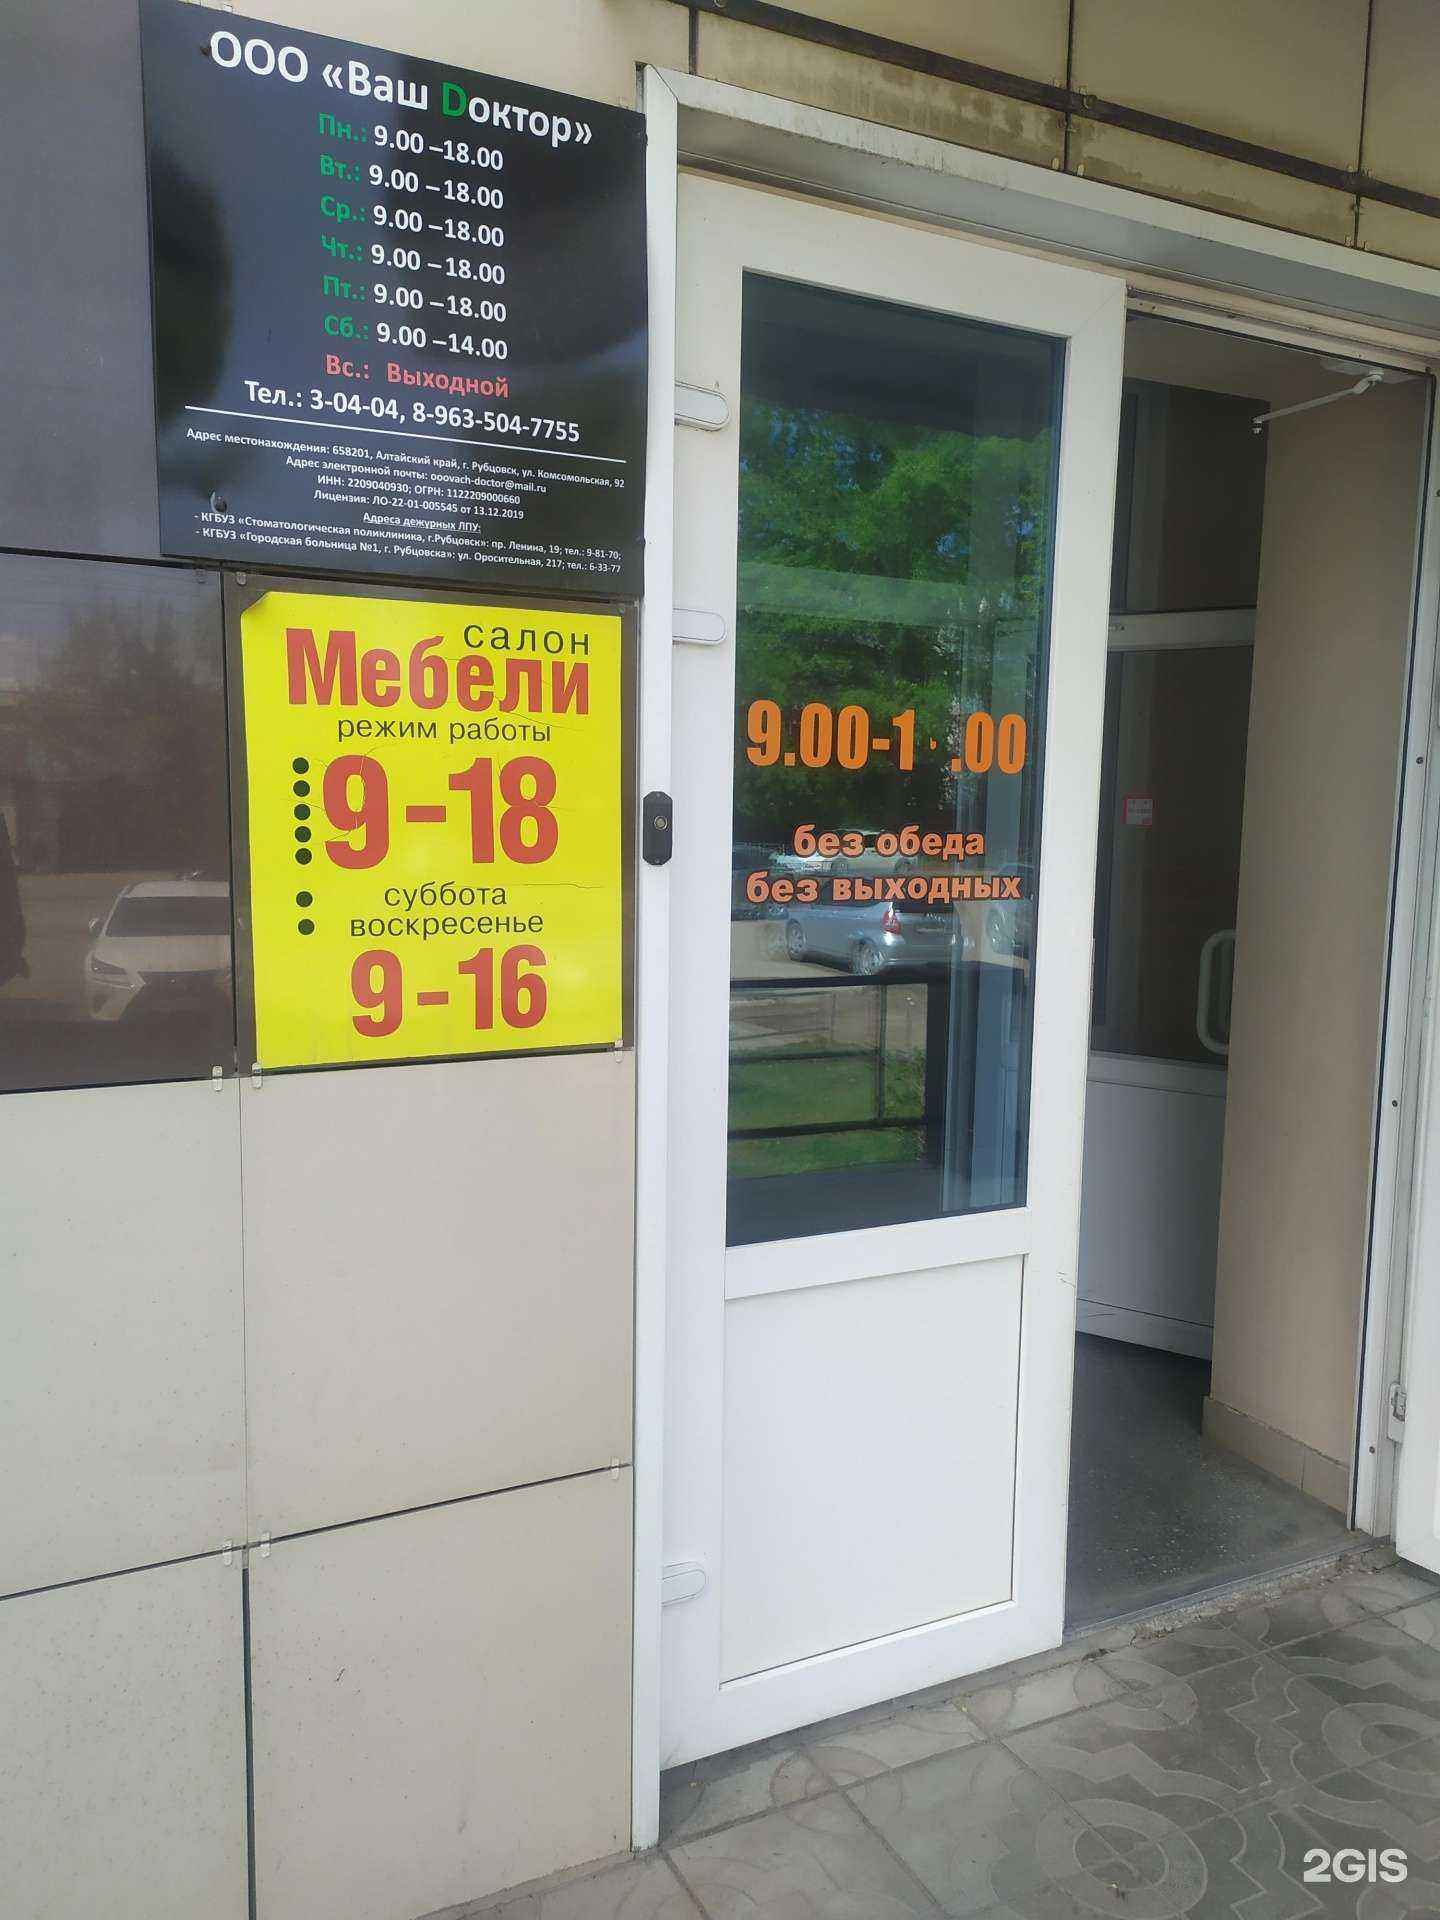 ООО «Ваш Dоктор»
Пн.: 9.00 –18.00
Вт.: 9.00 –18.00
Ср.: 9.00 –18.00
Чт.: 9.00 –18.00
Пт.: 9.00 –18.00
Сб.: 9.00 –14.00
Вс.: Выходной
Тел.: 3-04-04, 8-963-504-7755
Адрес местонахождения: 658201, Алтайский край, г. Рубцовск, ул. Комсомольская, 92
Адрес электронной почты: ooovach-doctor@mail.ru
ИНН: 2209040930; ОГРН: 1122209000660
Лицензия: ЛО-22-01-005545 от 13.12.2019
Адреса дежурных ЛПУ:
- КГБУЗ «Стоматологическая поликлиника, г.Рубцовск»: пр. Ленина, 19; тел.: 9-81-70;
- КГБУЗ «Городская больница №1, г. Рубцовска»: ул. Оросительная, 217; тел.: 6-33-77
салон
Мебели
режим работы
9-18
суббота
воскресенье
9-16
9.00-1 .00
без обеда
без выходных
2GIS